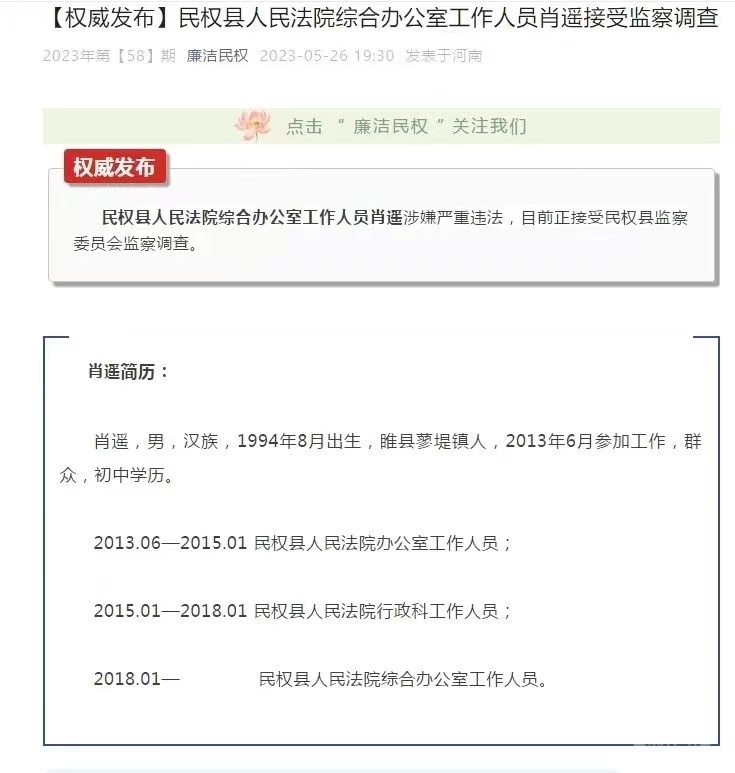 【权威发布】民权县人民法院综合办公室工作人员肖遥接受监察调查
2023年第【58】期 廉洁民权 2023-05-26 19:30 发表于河南
点击 “ 廉洁民权 ” 关注我们
权威发布
民权县人民法院综合办公室工作人员肖遥涉嫌严重违法，目前正接受民权县监察
委员会监察调查。
肖遥简历：
肖遥，男，汉族，1994年8月出生，睢县蓼堤镇人，2013年6月参加工作，群
众，初中学历。
2013.06—2015.01 民权县人民法院办公室工作人员；
2015.01—2018.01 民权县人民法院行政科工作人员；
2018.01— 民权县人民法院综合办公室工作人员。